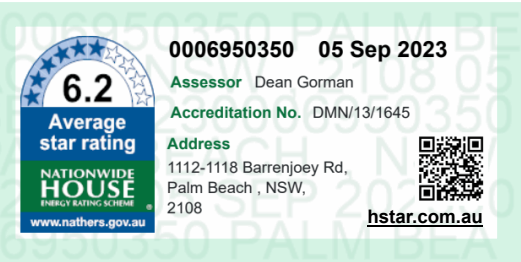 0006950350 05 Sep 2023
6.2
Average
star rating
NATIONWIDE
HOUSE
ENERGY RATING SCHEME ®
www.nathers.gov.au
Assessor Dean Gorman
Accreditation No. DMN/13/1645
Address
1112-1118 Barrenjoey Rd,
Palm Beach , NSW,
2108
hstar.com.au